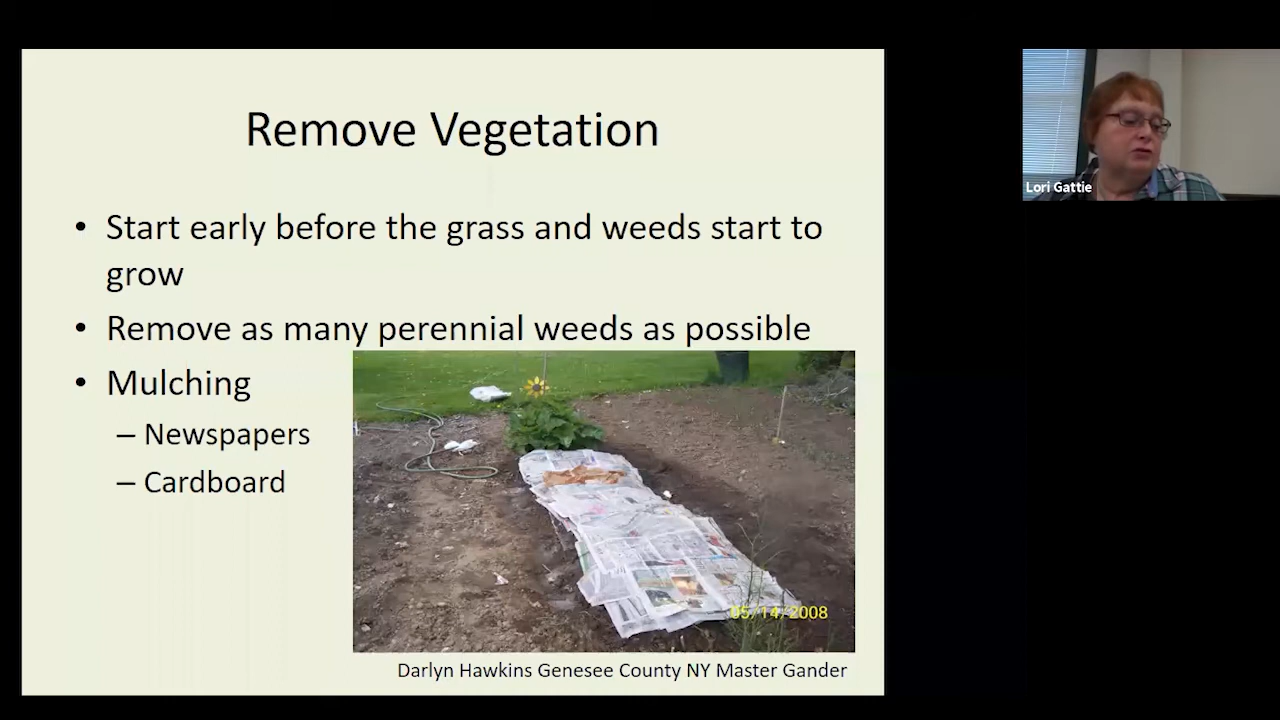 Remove Vegetation
• Start early before the grass and weeds start to
grow
• Remove as many perennial weeds as possible
• Mulching
– Newspapers
– Cardboard
05/14/2008
Darlyn Hawkins Genesee County NY Master Gander
Lori Gattie